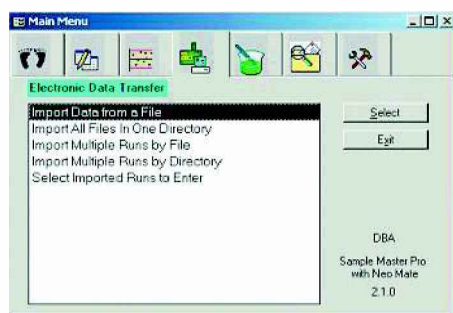 Main Menu
Electronic Data Transfer
Import Data from a File
Import All Files In One Directory
Import Multiple Runs by File
Import Multiple Runs by Directory
Select Imported Runs to Enter
Select
Exit
DBA
Sample Master Pro
with Neo Mate
2.1.0